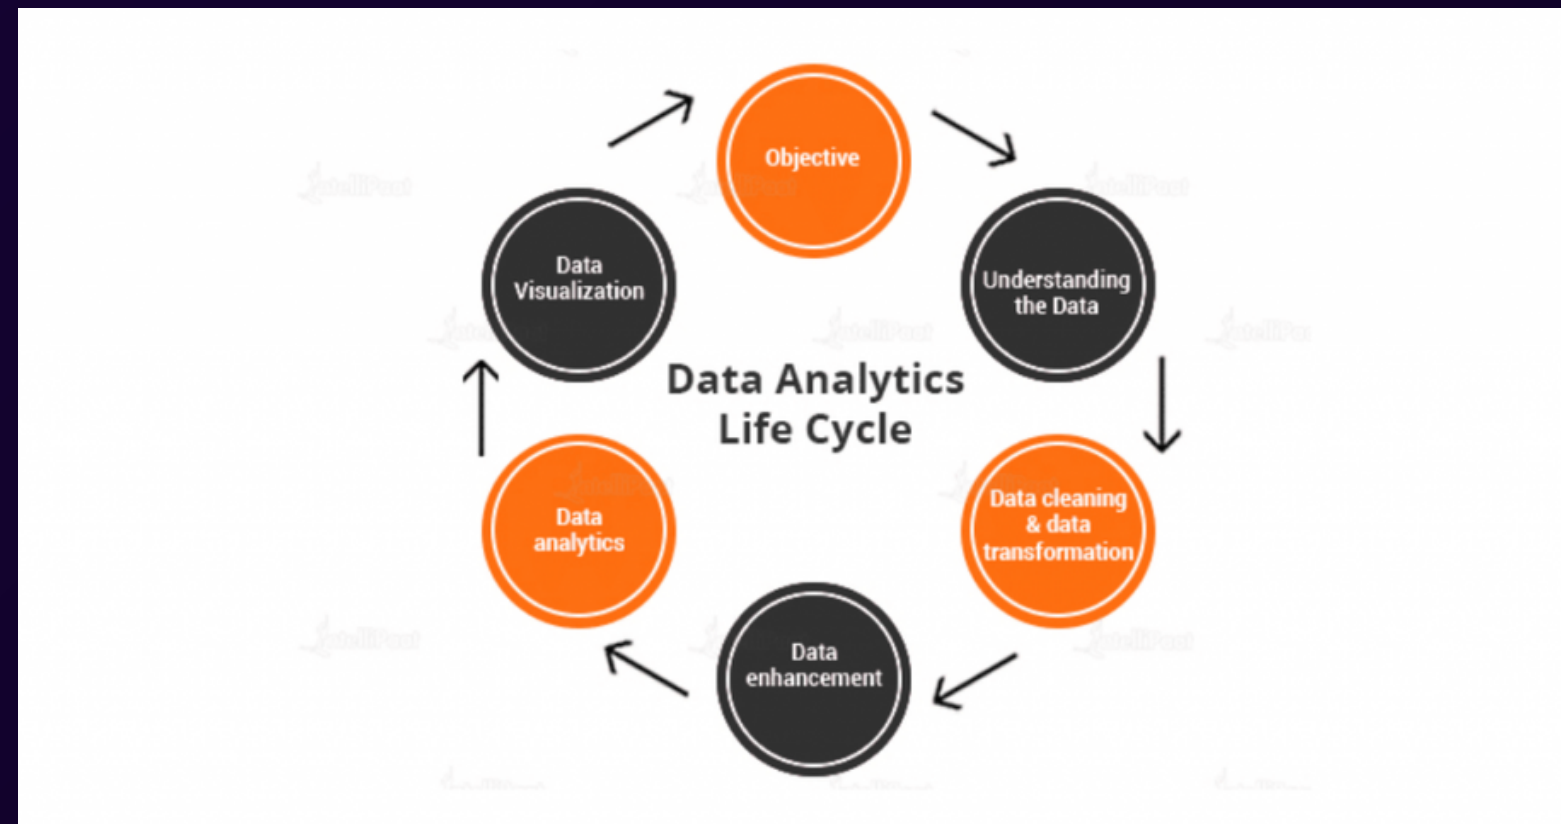 Objective
Understanding
the Data
Data cleaning
& data
transformation
Data
enhancement
Data
analytics
Data
Visualization
Data Analytics
Life Cycle